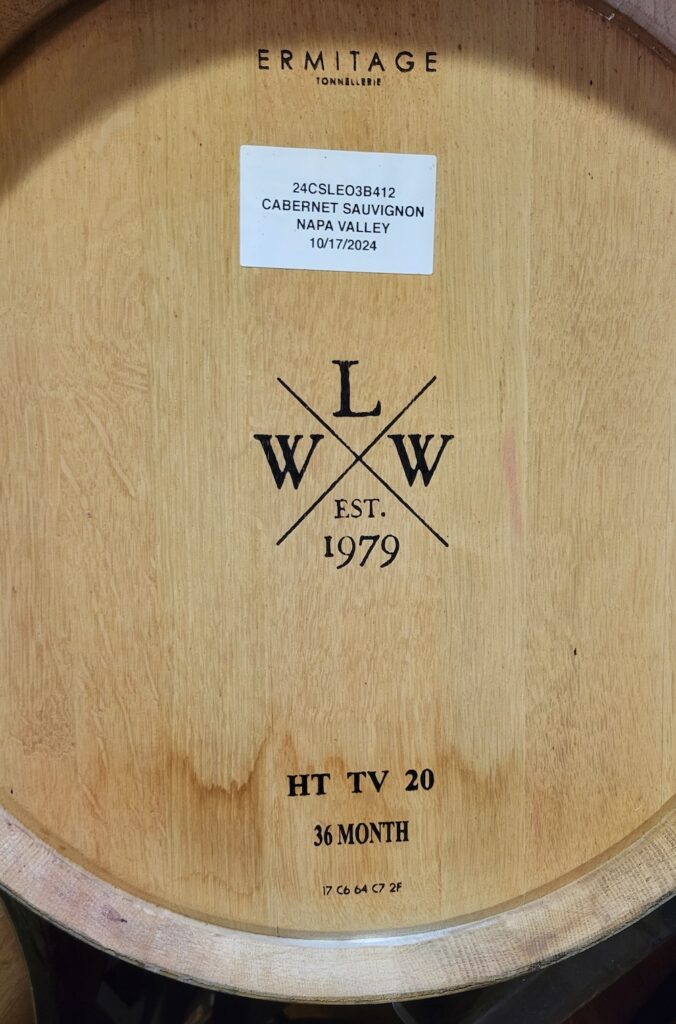 ERMITAGE
TONNELLERIE
24CSLEO3B412
CABERNET SAUVIGNON
NAPA VALLEY
10/17/2024
L
W W
EST.
1979
HT TV 20
36 MONTH
17 C6 64 C7 2F